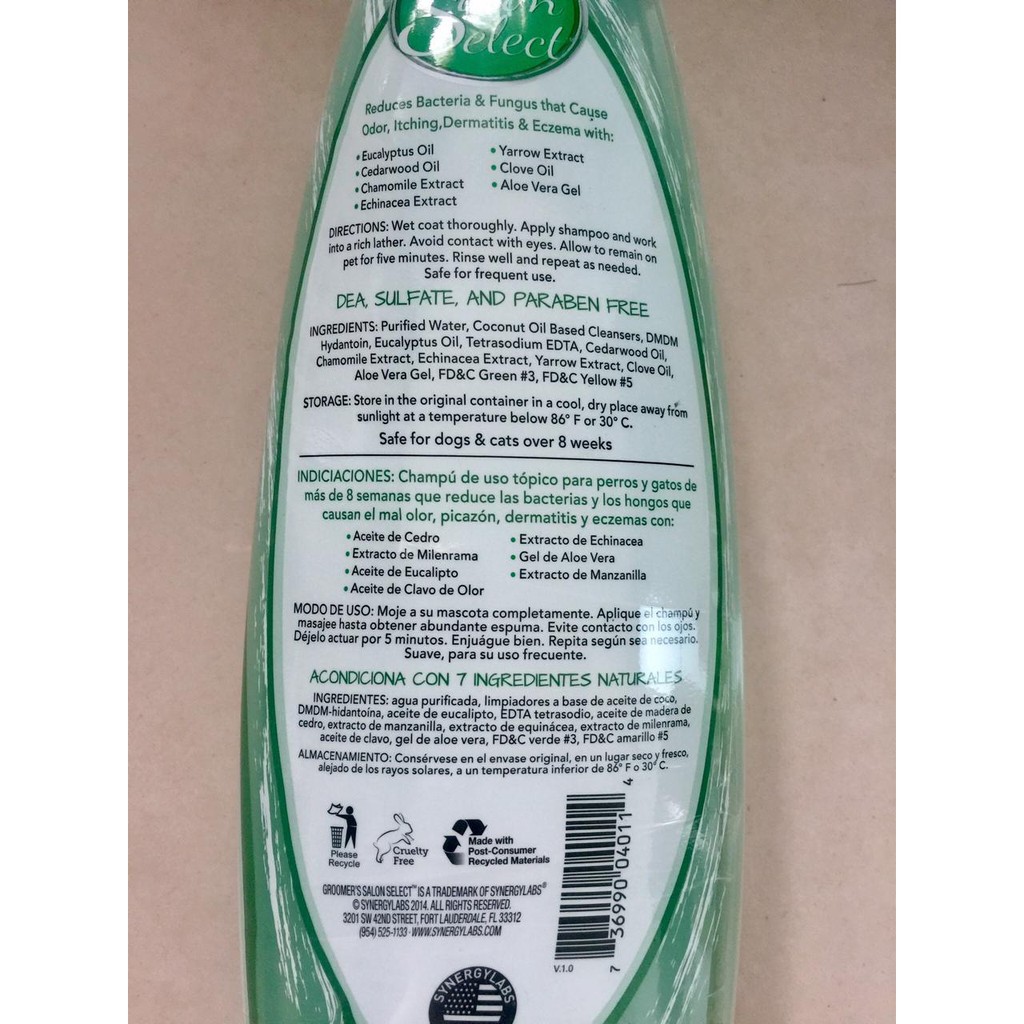 Select
Reduces Bacteria & Fungus that Cause
Odor, Itching,Dermatitis & Eczema with:
•Eucalyptus Oil
•Cedarwood Oil
•Chamomile Extract
•Echinacea Extract
•Yarrow Extract
•Clove Oil
•Aloe Vera Gel
DIRECTIONS: Wet coat thoroughly. Apply shampoo and work
into a rich lather. Avoid contact with eyes. Allow to remain on
pet for five minutes. Rinse well and repeat as needed.
Safe for frequent use.
DEA, SULFATE, AND PARABEN FREE
INGREDIENTS: Purified Water, Coconut Oil Based Cleansers, DMDM
Hydantoin, Eucalyptus Oil, Tetrasodium EDTA, Cedarwood Oil,
Chamomile Extract, Echinacea Extract, Yarrow Extract, Clove Oil,
Aloe Vera Gel, FD&C Green #3, FD&C Yellow #5
STORAGE: Store in the original container in a cool, dry place away from
sunlight at a temperature below 86° F or 30° C.
Safe for dogs & cats over 8 weeks
INDICIACIONES: Champú de uso tópico para perros y gatos de
más de 8 semanas que reduce las bacterias y los hongos que
causan el mal olor, picazón, dermatitis y eczemas con:
•Aceite de Cedro
•Extracto de Milenrama
•Aceite de Eucalipto
•Aceite de Clavo de Olor
•Extracto de Echinacea
•Gel de Aloe Vera
•Extracto de Manzanilla
MODO DE USO: Moje a su mascota completamente. Aplique el champú y
masajee hasta obtener abundante espuma. Evite contacto con los ojos.
Déjelo actuar por 5 minutos. Enjuágue bien. Repita según sea necesario.
Suave, para su uso frecuente.
ACONDICIONA CON 7 INGREDIENTES NATURALES
INGREDIENTES: agua purificada, limpiadores a base de aceite de coco,
DMDM-hidantoína, aceite de eucalipto, EDTA tetrasodio, aceite de madera de
cedro, extracto de manzanilla, extracto de equinácea, extracto de milenrama,
aceite de clavo, gel de aloe vera, FD&C verde #3, FD&C amarillo #5
ALMACENAMIENTO: Consérvese en el envase original, en un lugar seco y fresco,
alejado de los rayos solares, a un temperatura inferior de 86° F o 30° C.
Please
Recycle
Cruelty
Free
Made with
Post-Consumer
Recycled Materials
GROOMER'S SALON SELECT™ IS A TRADEMARK OF SYNERGYLABS®
© SYNERGYLABS 2014. ALL RIGHTS RESERVED.
3201 SW 42ND STREET, FORT LAUDERDALE, FL 33312
(954) 525-1133 · WWW.SYNERGYLABS.COM
V.1.0
7 36990 04011 4
SYNERGYLABS